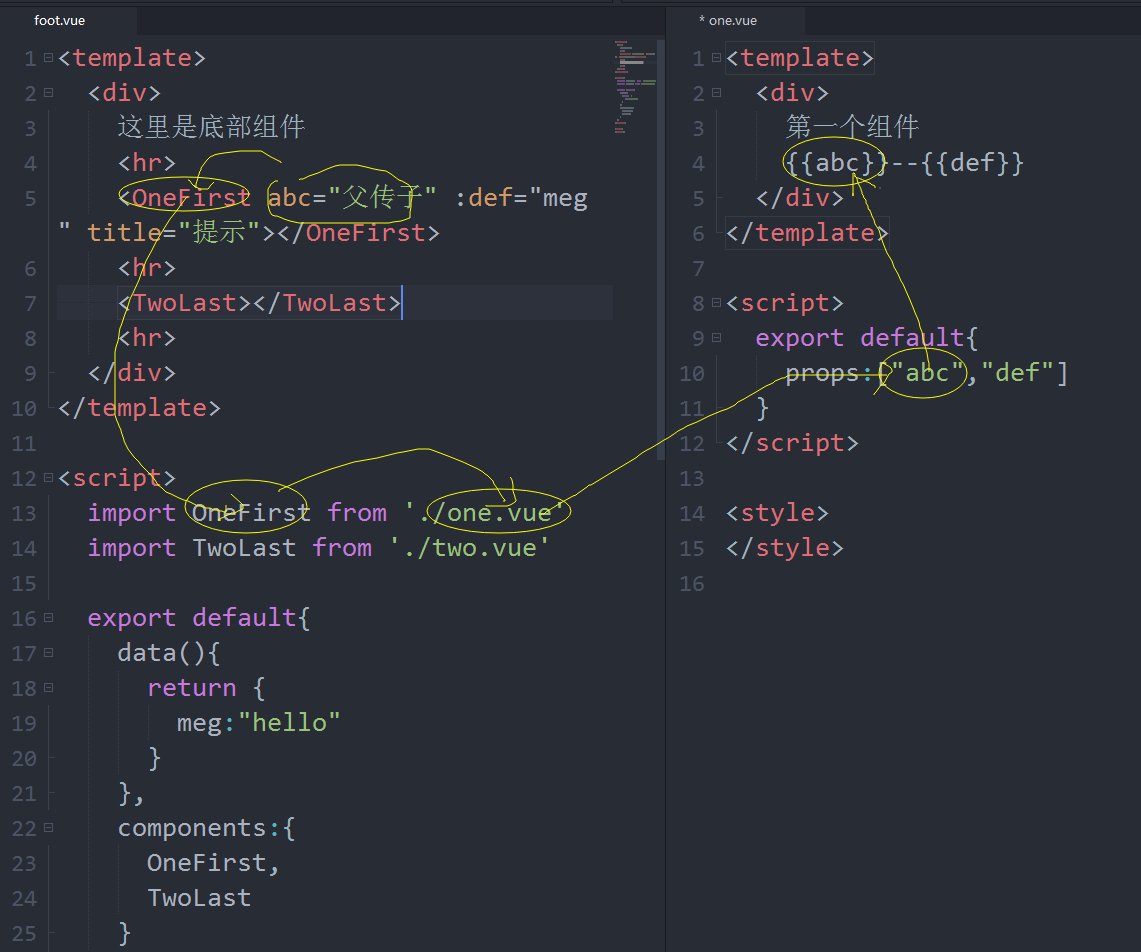 foot.vue
1 <template>
2 <div>
3 这里是底部组件
4 <hr>
5 <OneFirst abc="父传子" :def="meg
" title="提示"></OneFirst>
6 <hr>
7 <TwoLast></TwoLast>
8 <hr>
9 </div>
10 </template>
11
12 <script>
13 import OneFirst from './one.vue'
14 import TwoLast from './two.vue'
15
16 export default{
17 data(){
18 return {
19 meg:"hello"
20 }
21 },
22 components:{
23 OneFirst,
24 TwoLast
25 }
* one.vue
1 <template>
2 <div>
3 第一个组件
4 {{abc}}--{{def}}
5 </div>
6 </template>
7
8 <script>
9 export default{
10 props:["abc","def"]
11 }
12 </script>
13
14 <style>
15 </style>
16